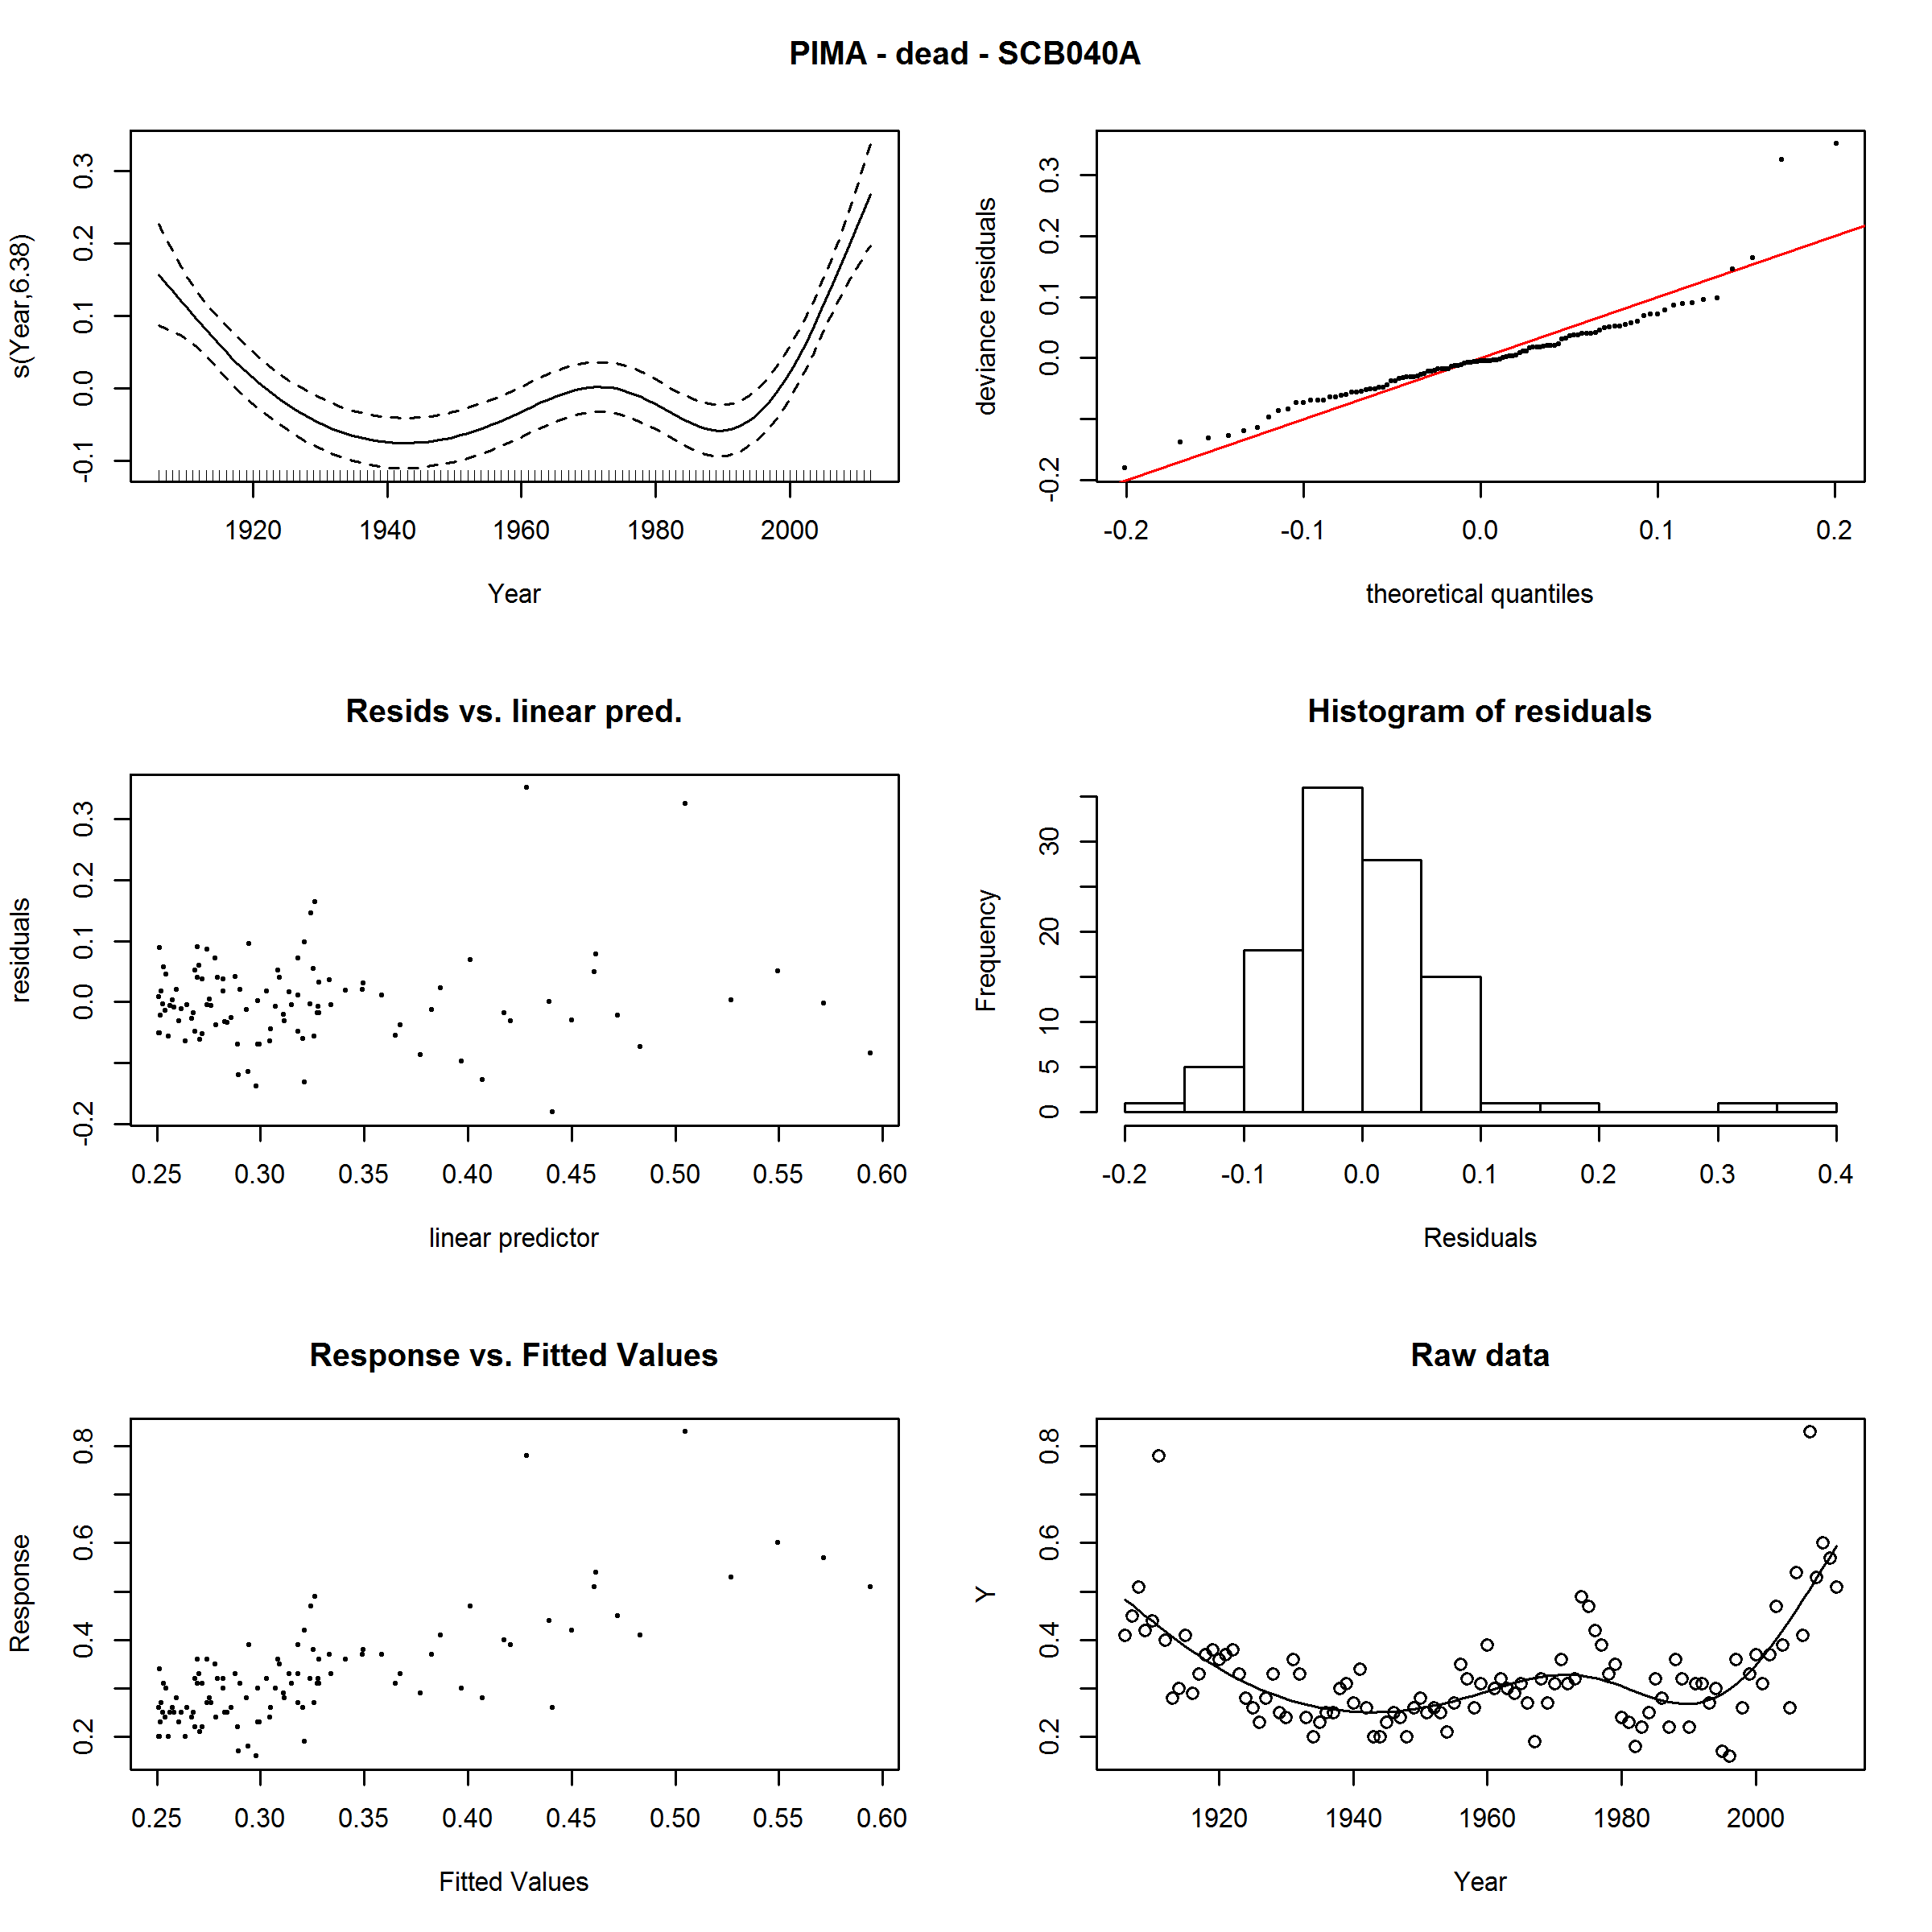 PIMA - dead - SCB040A
s(Year,6.38)
-0.1 0.0 0.1 0.2 0.3
1920 1940 1960 1980 2000
Year
deviance residuals
-0.2 0.0 0.1 0.2 0.3
-0.2 -0.1 0.0 0.1 0.2
theoretical quantiles
Resids vs. linear pred.
residuals
-0.2 0.0 0.1 0.2 0.3
0.25 0.30 0.35 0.40 0.45 0.50 0.55 0.60
linear predictor
Histogram of residuals
Frequency
0 5 10 20 30
-0.2 -0.1 0.0 0.1 0.2 0.3 0.4
Residuals
Response vs. Fitted Values
Response
0.2 0.4 0.6 0.8
0.25 0.30 0.35 0.40 0.45 0.50 0.55 0.60
Fitted Values
Raw data
Y
0.2 0.4 0.6 0.8
1920 1940 1960 1980 2000
Year